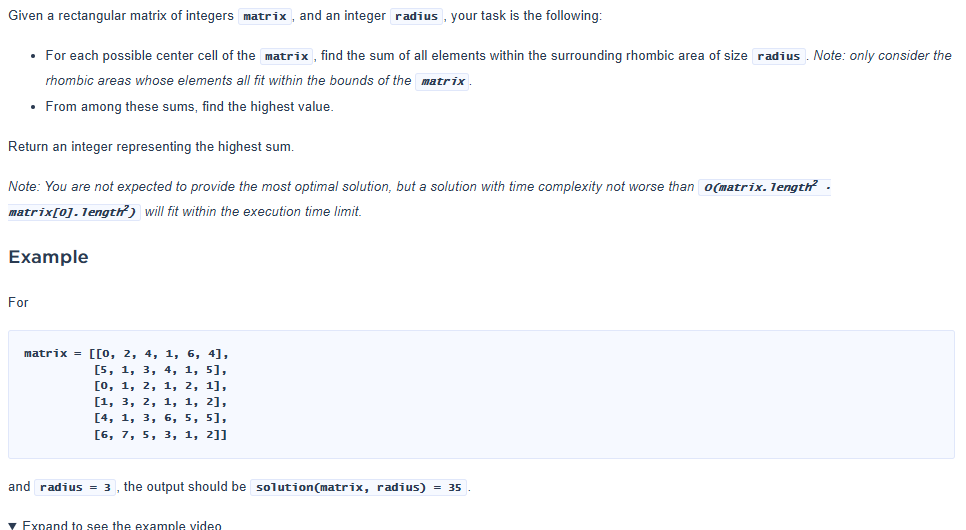 Given a rectangular matrix of integers matrix, and an integer radius, your task is the following:
• For each possible center cell of the matrix, find the sum of all elements within the surrounding rhombic area of size radius. Note: only consider the
rhombic areas whose elements all fit within the bounds of the matrix.
• From among these sums, find the highest value.
Return an integer representing the highest sum.
Note: You are not expected to provide the most optimal solution, but a solution with time complexity not worse than O(matrix.length² ·
matrix[0].length²) will fit within the execution time limit.
Example
For
matrix = [[0, 2, 4, 1, 6, 4],
[5, 1, 3, 4, 1, 5],
[0, 1, 2, 1, 2, 1],
[1, 3, 2, 1, 1, 2],
[4, 1, 3, 6, 5, 5],
[6, 7, 5, 3, 1, 2]]
and radius = 3, the output should be solution(matrix, radius) = 35.
▼ Expand to see the example video